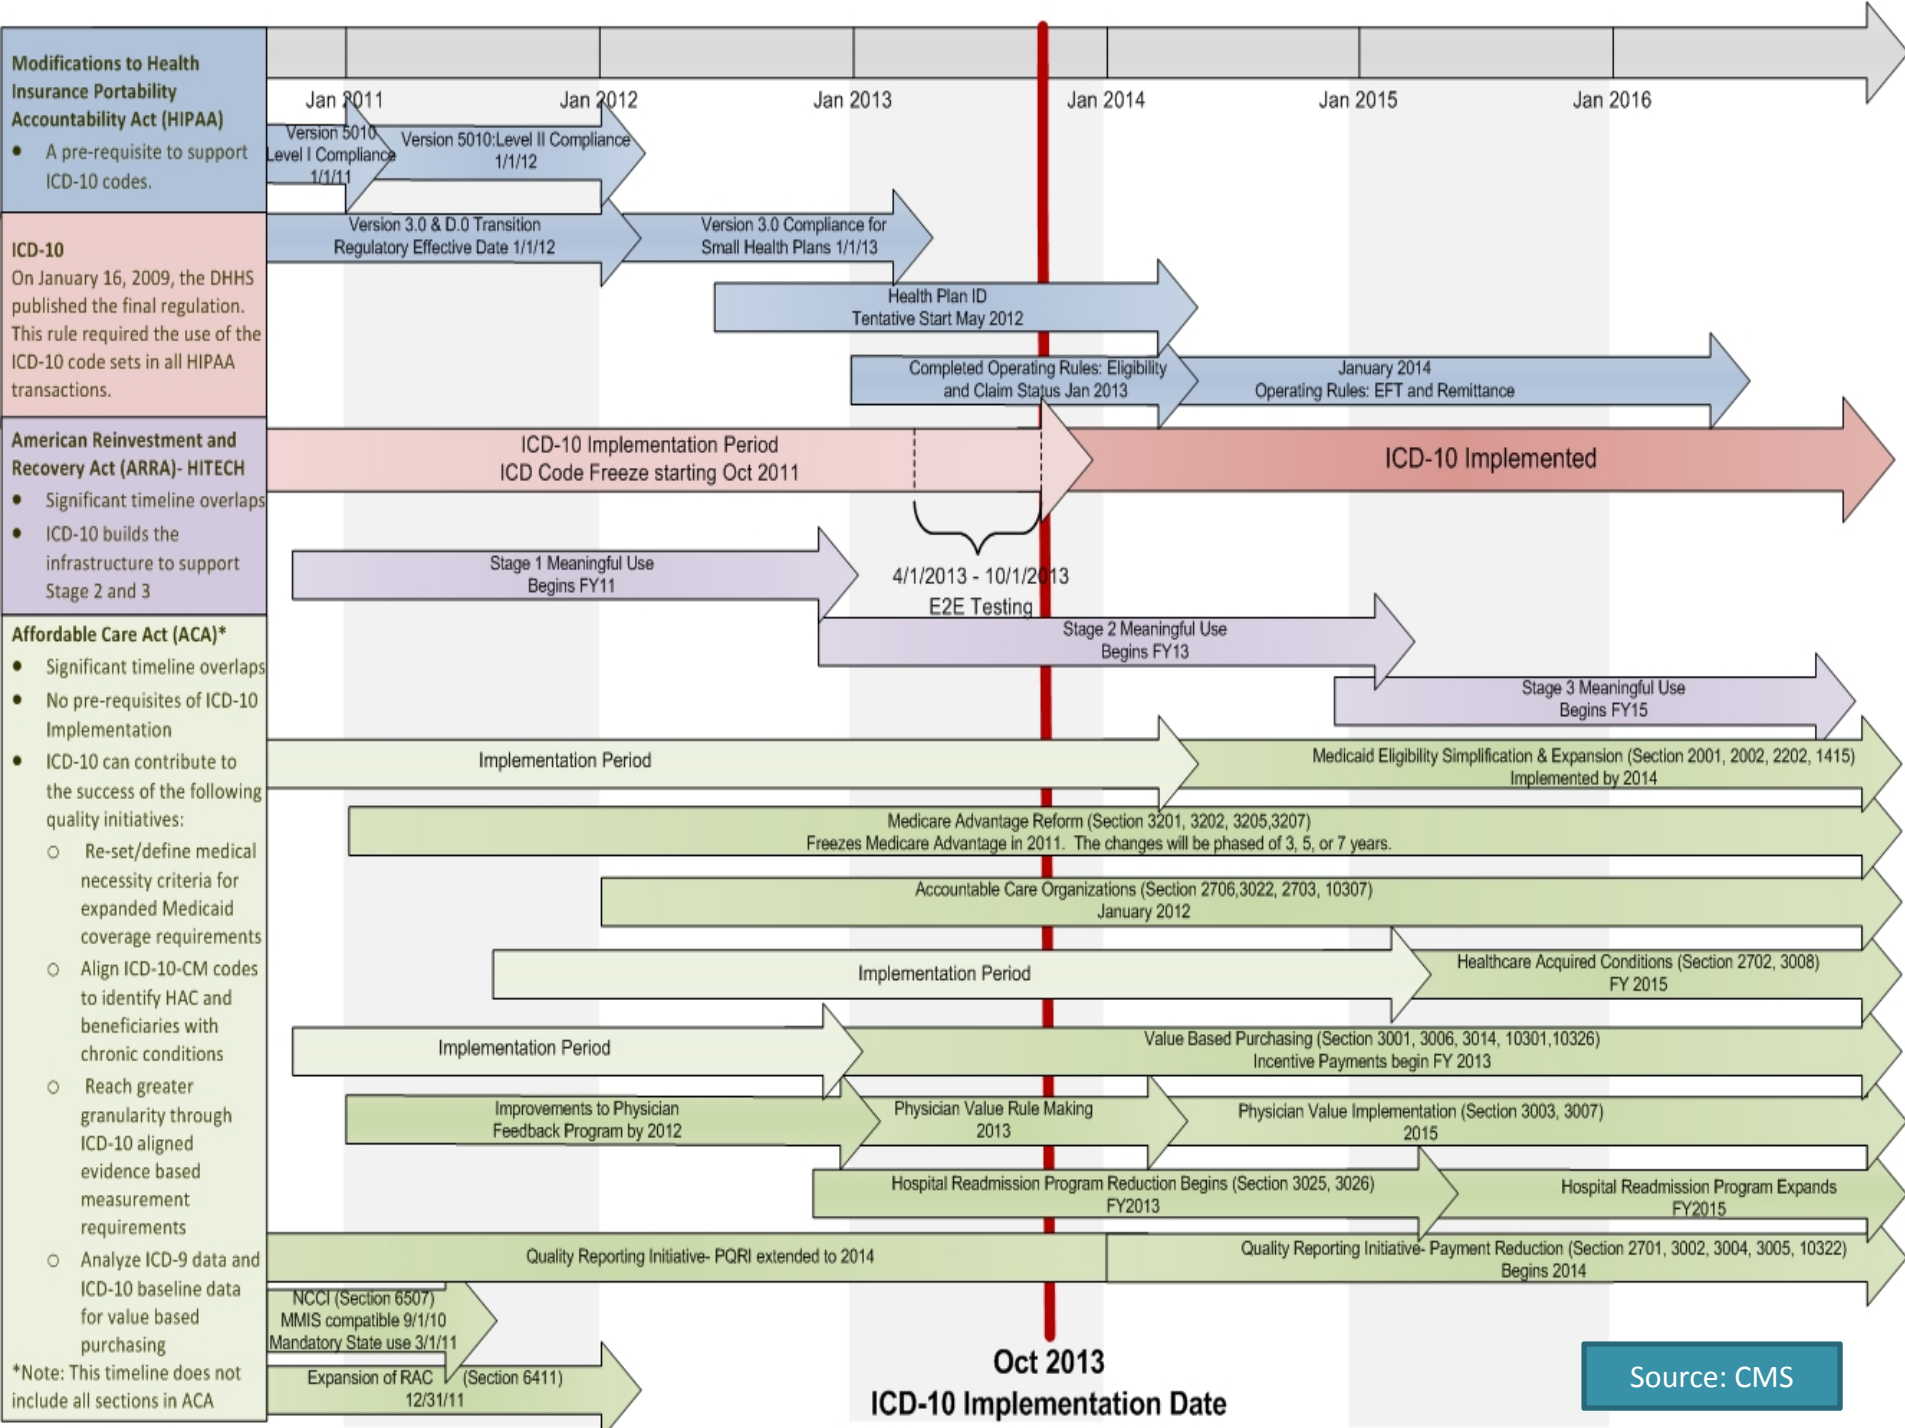 Modifications to Health
Insurance Portability
Accountability Act (HIPAA)
• A pre-requisite to support
ICD-10 codes.
ICD-10
On January 16, 2009, the DHHS
published the final regulation.
This rule required the use of the
ICD-10 code sets in all HIPAA
transactions.
American Reinvestment and
Recovery Act (ARRA)- HITECH
• Significant timeline overlaps
• ICD-10 builds the
infrastructure to support
Stage 2 and 3
Affordable Care Act (ACA)*
• Significant timeline overlaps
• No pre-requisites of ICD-10
Implementation
• ICD-10 can contribute to
the success of the following
quality initiatives:
o Re-set/define medical
necessity criteria for
expanded Medicaid
coverage requirements
o Align ICD-10-CM codes
to identify HAC and
beneficiaries with
chronic conditions
o Reach greater
granularity through
ICD-10 aligned
evidence based
measurement
requirements
o Analyze ICD-9 data and
ICD-10 baseline data
for value based
purchasing
*Note: This timeline does not
include all sections in ACA
Jan 2011
Jan 2012
Jan 2013
Jan 2014
Jan 2015
Jan 2016
Version 5010
Level I Compliance
1/1/11
Version 5010:Level II Compliance
1/1/12
Version 3.0 & D.0 Transition
Regulatory Effective Date 1/1/12
Version 3.0 Compliance for
Small Health Plans 1/1/13
Health Plan ID
Tentative Start May 2012
Completed Operating Rules: Eligibility
and Claim Status Jan 2013
January 2014
Operating Rules: EFT and Remittance
ICD-10 Implementation Period
ICD Code Freeze starting Oct 2011
ICD-10 Implemented
4/1/2013 - 10/1/2013
E2E Testing
Stage 1 Meaningful Use
Begins FY11
Stage 2 Meaningful Use
Begins FY13
Stage 3 Meaningful Use
Begins FY15
Implementation Period
Medicaid Eligibility Simplification & Expansion (Section 2001, 2002, 2202, 1415)
Implemented by 2014
Medicare Advantage Reform (Section 3201, 3202, 3205,3207)
Freezes Medicare Advantage in 2011. The changes will be phased of 3, 5, or 7 years.
Accountable Care Organizations (Section 2706,3022, 2703, 10307)
January 2012
Implementation Period
Healthcare Acquired Conditions (Section 2702, 3008)
FY 2015
Implementation Period
Value Based Purchasing (Section 3001, 3006, 3014, 10301,10326)
Incentive Payments begin FY 2013
Improvements to Physician
Feedback Program by 2012
Physician Value Rule Making
2013
Physician Value Implementation (Section 3003, 3007)
2015
Hospital Readmission Program Reduction Begins (Section 3025, 3026)
FY2013
Hospital Readmission Program Expands
FY2015
Quality Reporting Initiative- PQRI extended to 2014
Quality Reporting Initiative- Payment Reduction (Section 2701, 3002, 3004, 3005, 10322)
Begins 2014
NCCI (Section 6507)
MMIS compatible 9/1/10
Mandatory State use 3/1/11
Expansion of RAC (Section 6411)
12/31/11
Oct 2013
ICD-10 Implementation Date
Source: CMS